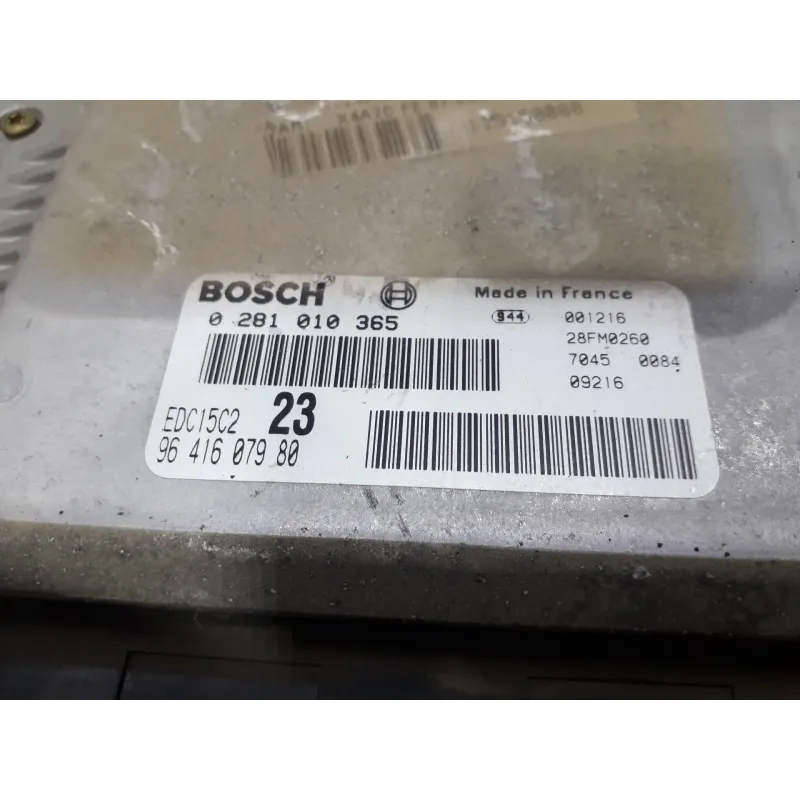 BOSCH Made in France
0 281 010 365 944 001216
28FM0260
7045 0084
09216
EDC15C2 23
96 416 079 80